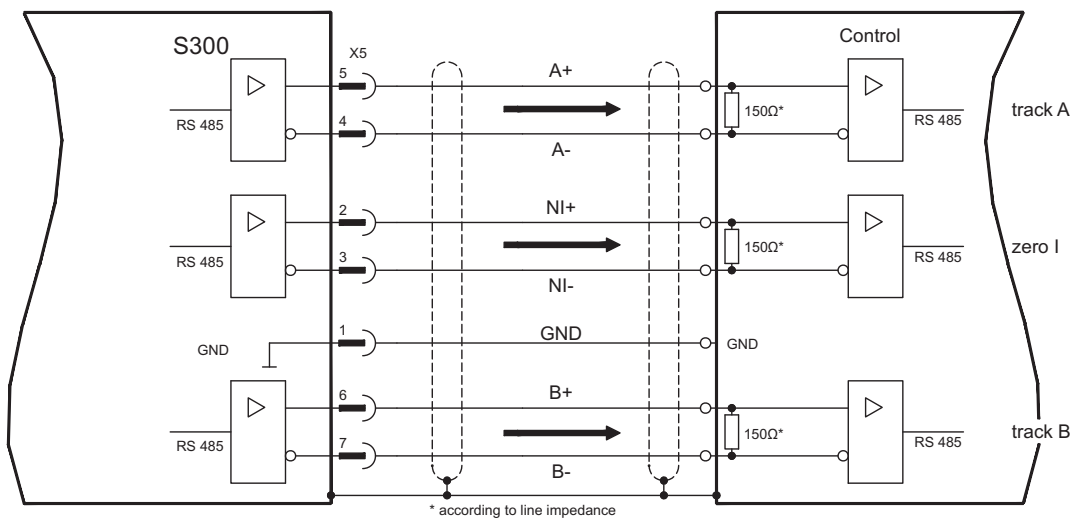 S300
X5
Control
5
A+
RS 485
150Ω*
RS 485
track A
4
A-
2
NI+
RS 485
150Ω*
RS 485
zero I
3
NI-
1
GND
GND
GND
6
B+
RS 485
150Ω*
RS 485
track B
7
B-
* according to line impedance